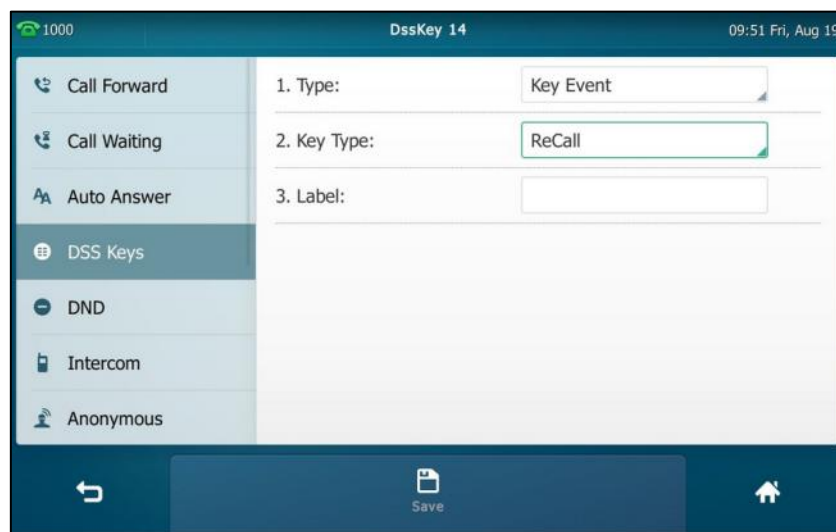 1000 DssKey 14 09:51 Fri, Aug 19
Call Forward
Call Waiting
AA Auto Answer
DSS Keys
DND
Intercom
Anonymous
1. Type: Key Event
2. Key Type: ReCall
3. Label:
Save